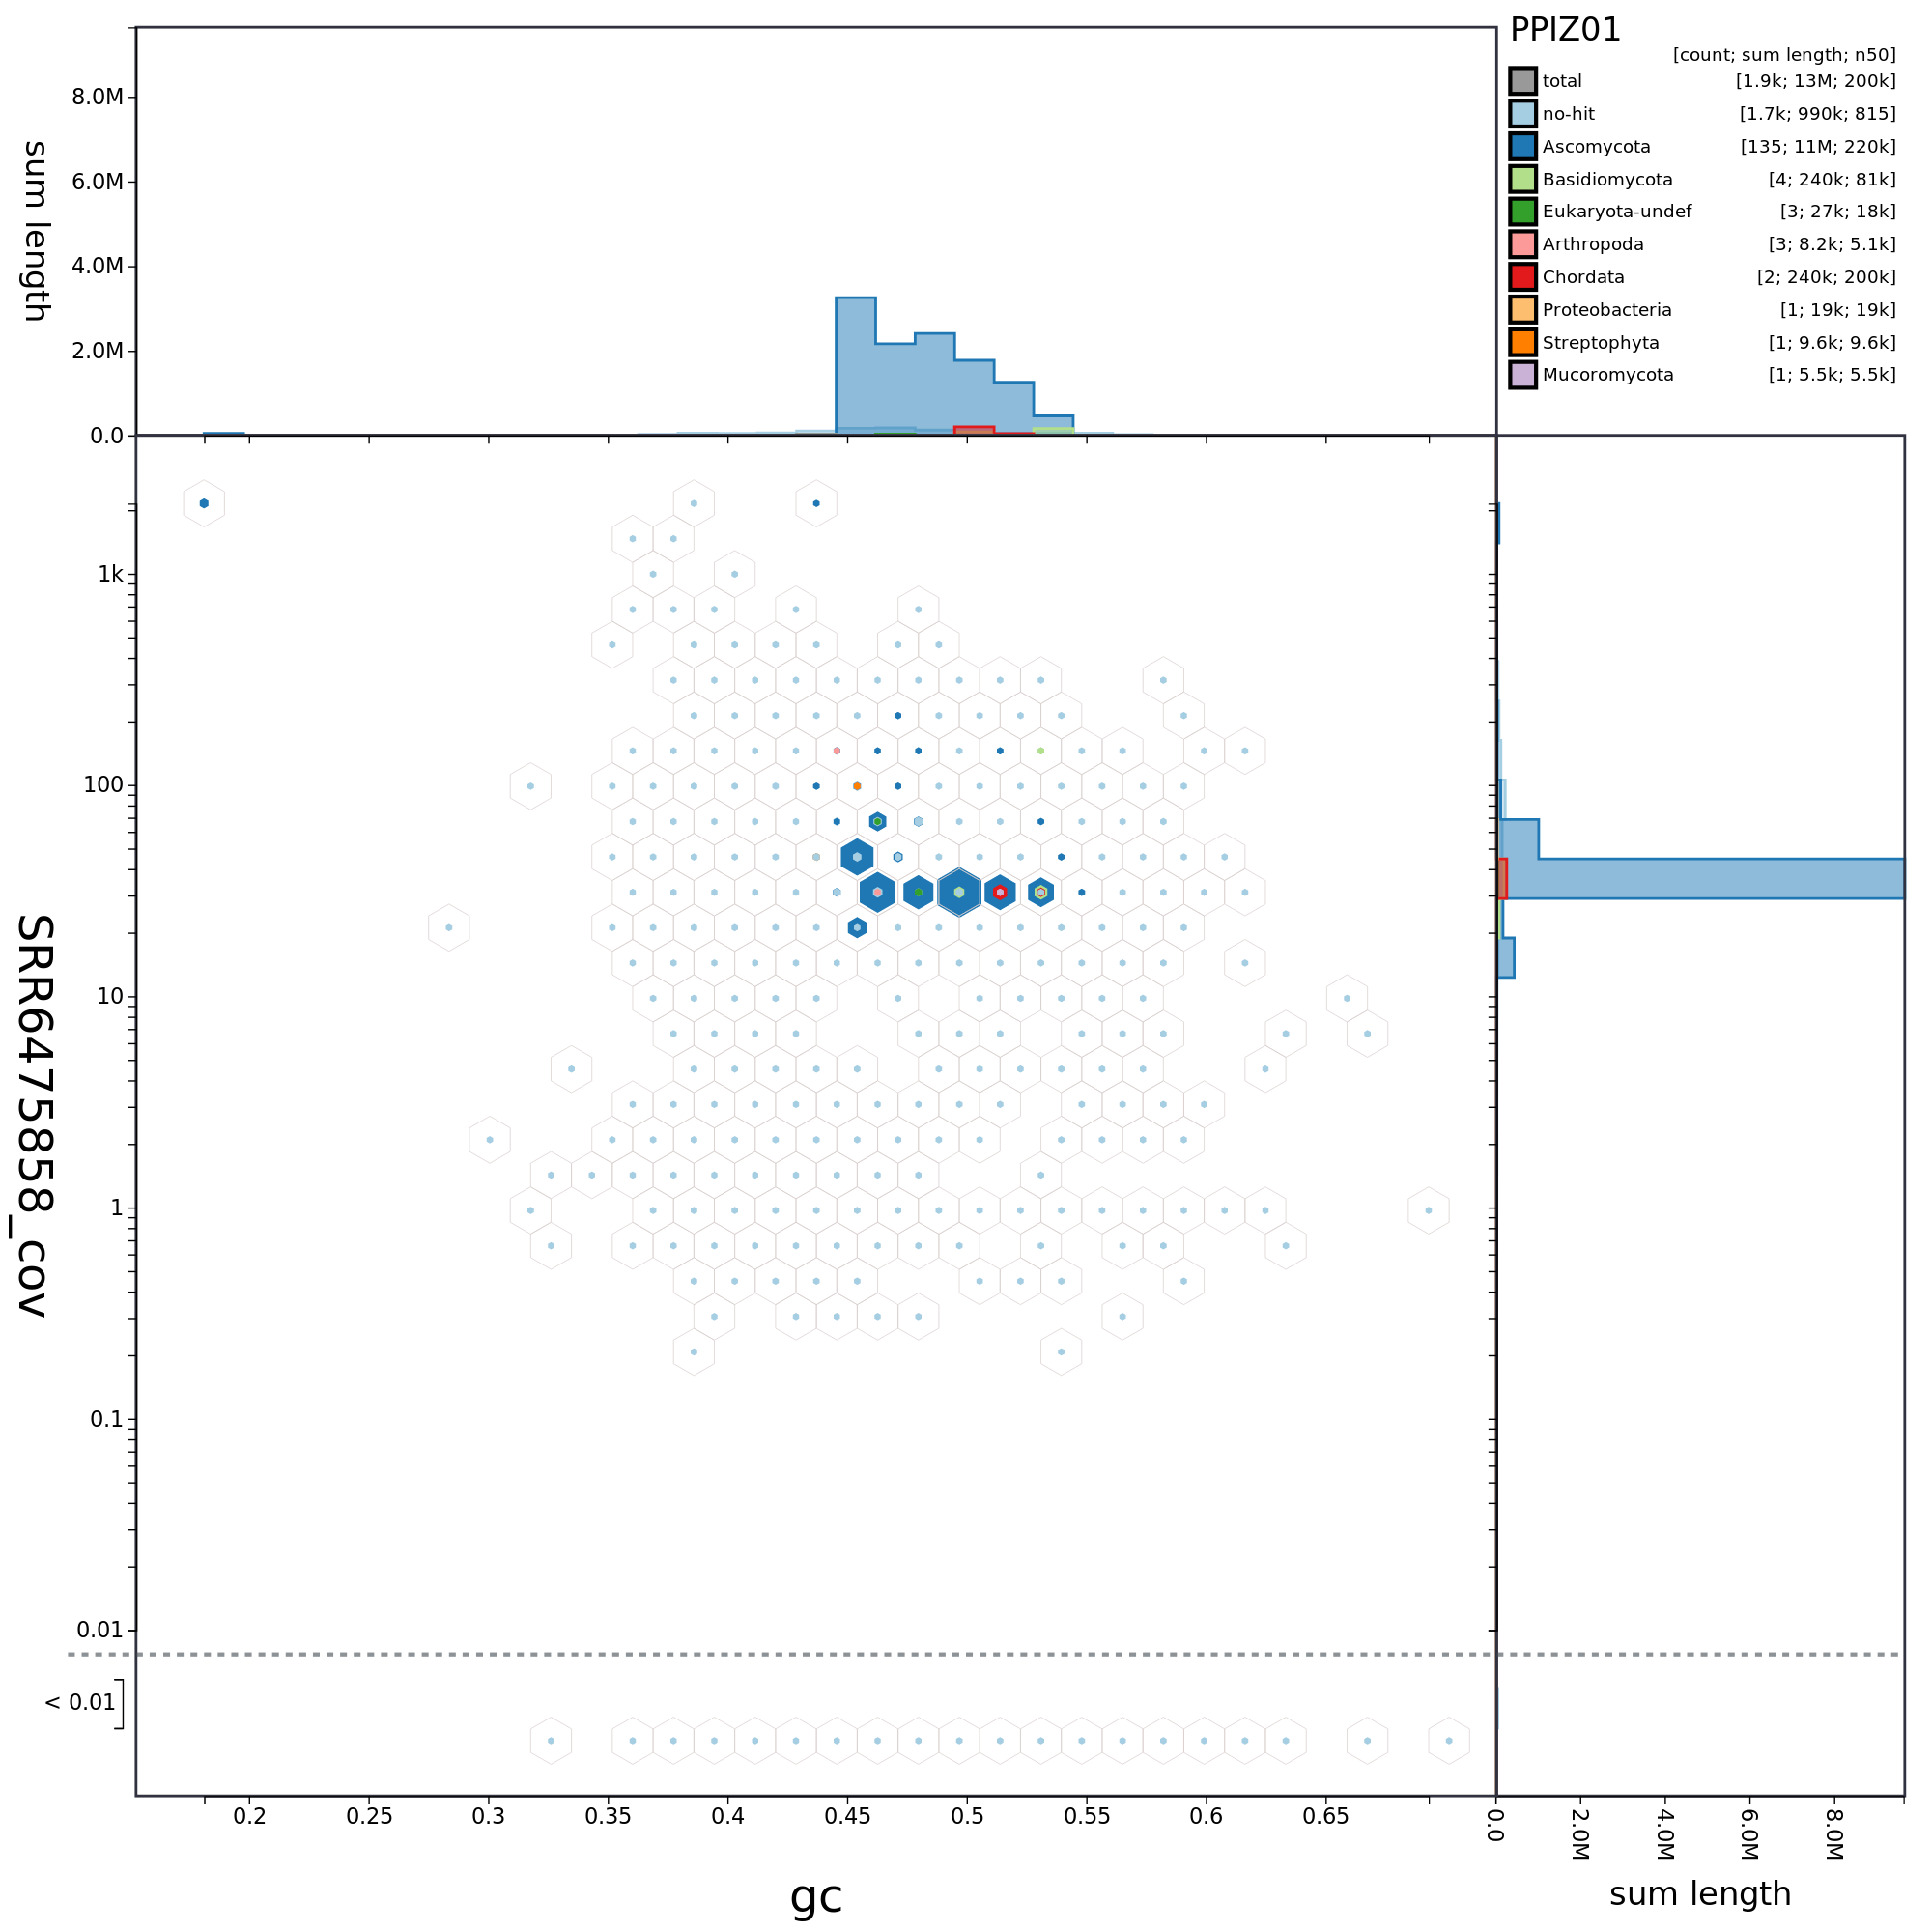 PPIZ01
[count; sum length; n50]
total [1.9k; 13M; 200k]
no-hit [1.7k; 990k; 815]
Ascomycota [135; 11M; 220k]
Basidiomycota [4; 240k; 81k]
Eukaryota-undef [3; 27k; 18k]
Arthropoda [3; 8.2k; 5.1k]
Chordata [2; 240k; 200k]
Proteobacteria [1; 19k; 19k]
Streptophyta [1; 9.6k; 9.6k]
Mucoromycota [1; 5.5k; 5.5k]
sum length
8.0M
6.0M
4.0M
2.0M
0.0
SRR6475858_cov
1k
100
10
1
0.1
0.01
< 0.01
0.2 0.25 0.3 0.35 0.4 0.45 0.5 0.55 0.6 0.65
gc
0.0 2.0M 4.0M 6.0M 8.0M
sum length